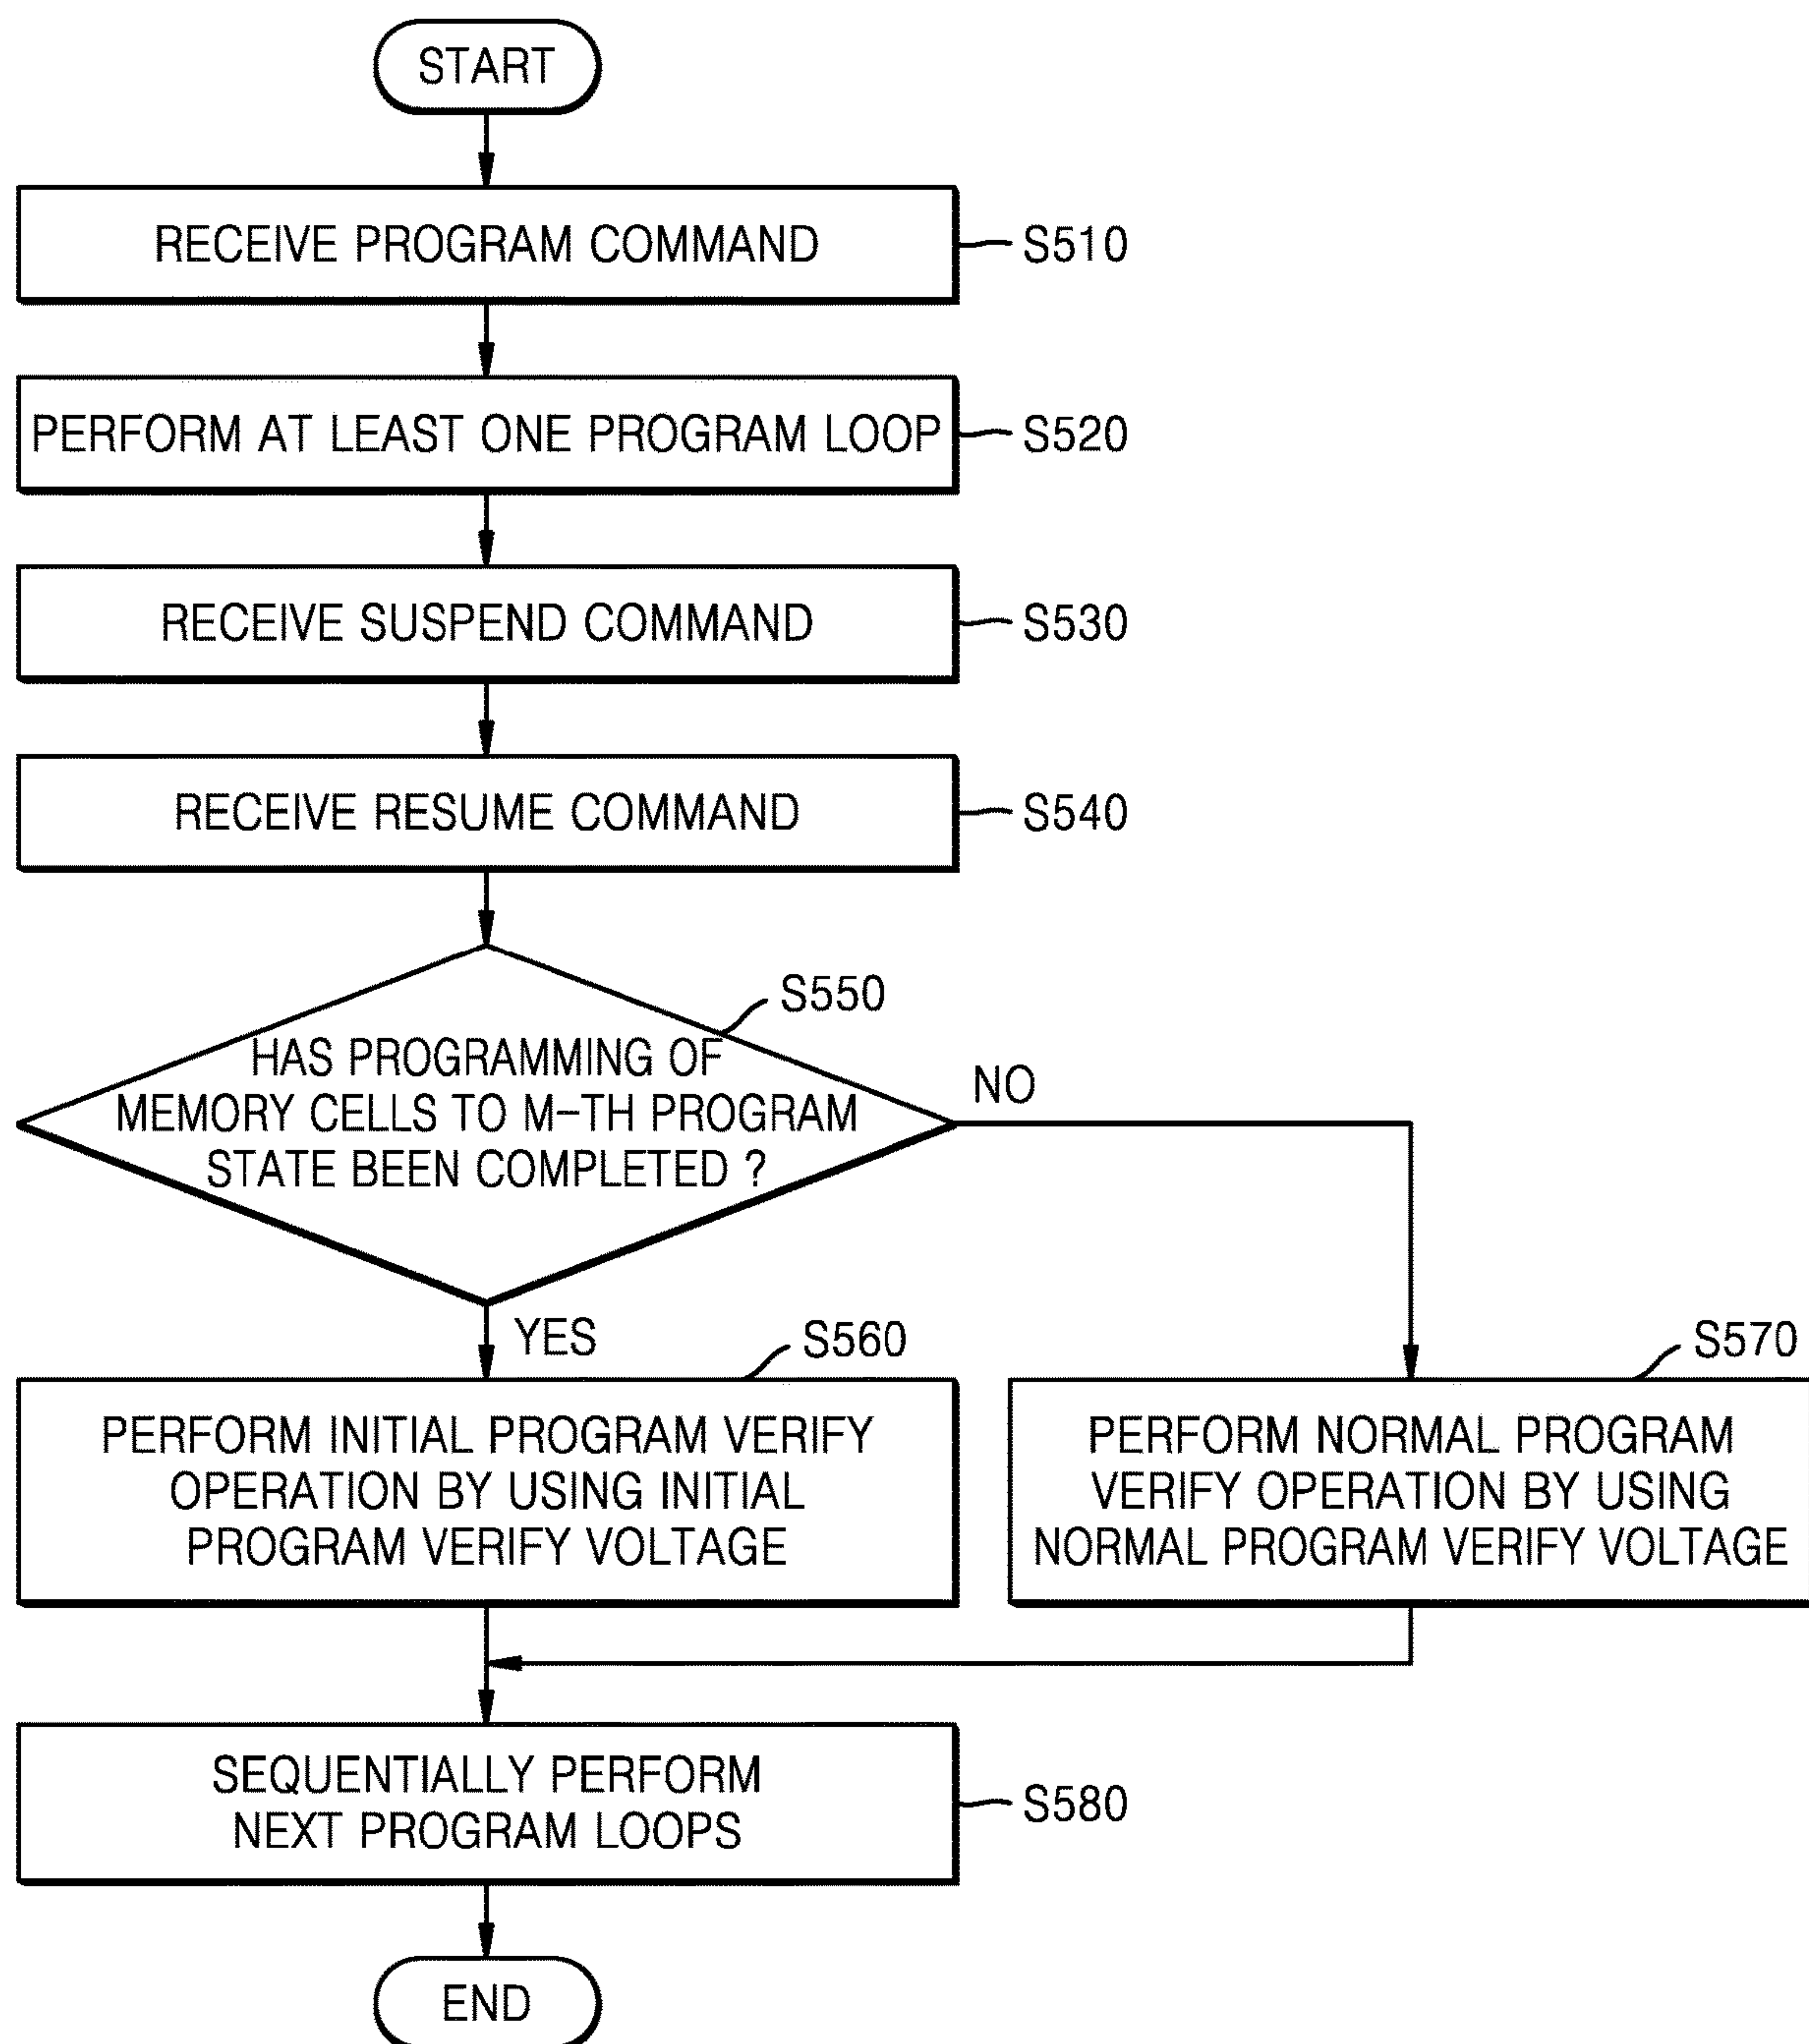 START
RECEIVE PROGRAM COMMAND
S510
PERFORM AT LEAST ONE PROGRAM LOOP
S520
RECEIVE SUSPEND COMMAND
S530
RECEIVE RESUME COMMAND
S540
S550
HAS PROGRAMMING OF
MEMORY CELLS TO M-TH PROGRAM
STATE BEEN COMPLETED ?
NO
YES
S560
PERFORM INITIAL PROGRAM VERIFY
OPERATION BY USING INITIAL
PROGRAM VERIFY VOLTAGE
S570
PERFORM NORMAL PROGRAM
VERIFY OPERATION BY USING
NORMAL PROGRAM VERIFY VOLTAGE
SEQUENTIALLY PERFORM
NEXT PROGRAM LOOPS
S580
END